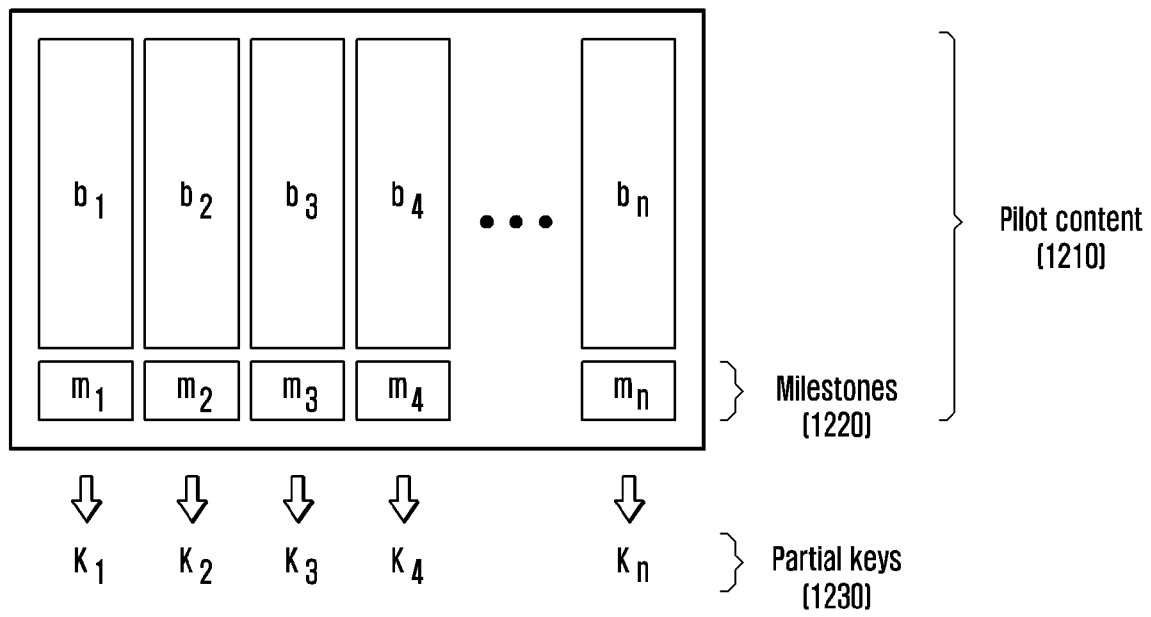 b1 b2 b3 b4 ••• bn
Pilot content
(1210)
m1 m2 m3 m4 mn
Milestones
(1220)
K1 K2 K3 K4 Kn
Partial keys
(1230)